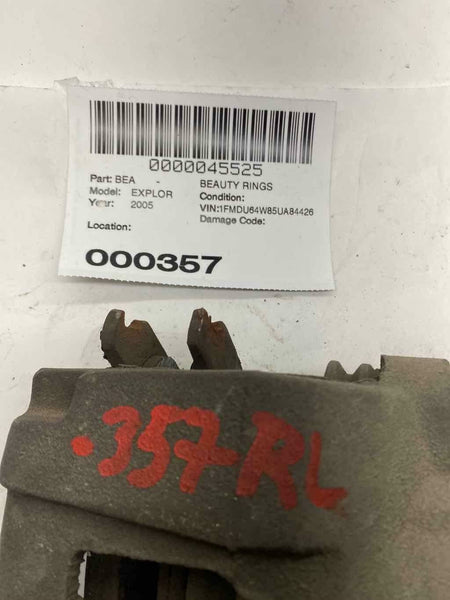 0000045525
Part: BEA - BEAUTY RINGS
Model: EXPLOR Condition:
Year: 2005 VIN:1FMDU64W85UA84426
Damage Code:
Location:
000357
.357-RL